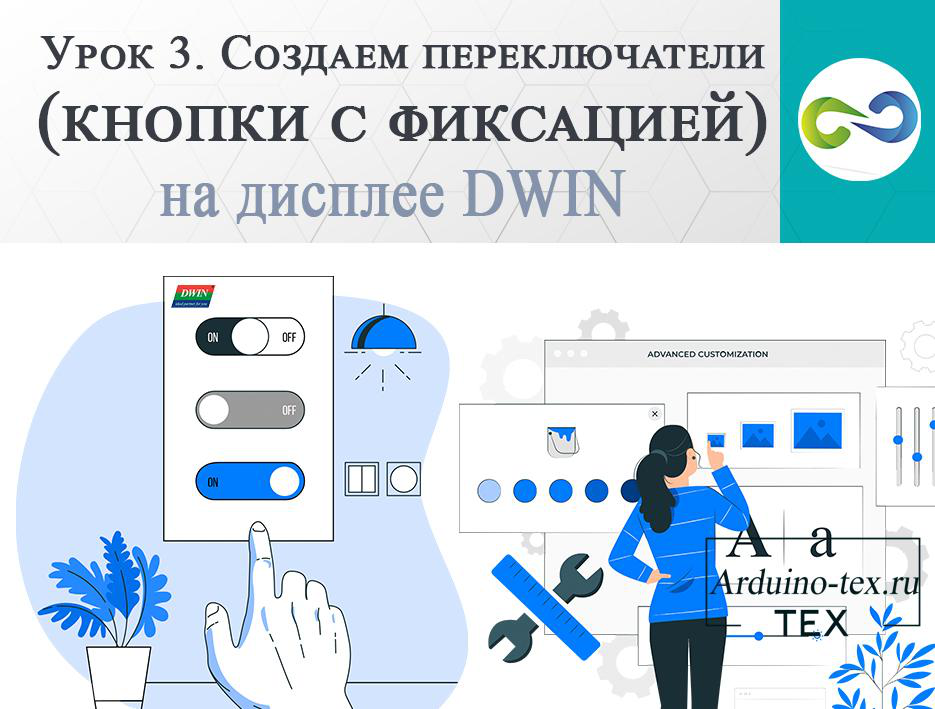 Урок 3. Создаем переключатели
(кнопки с фиксацией)
на дисплее DWIN
DWIN
ON OFF
OFF
ON
ADVANCED CUSTOMIZATION
A a
Arduino-tex.ru
TEX